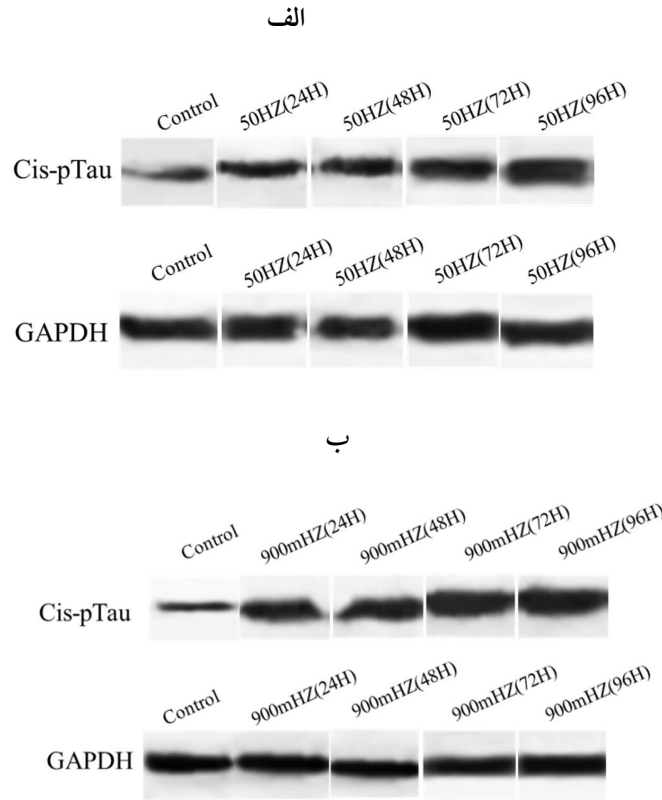 الف
Control 50HZ(24H) 50HZ(48H) 50HZ(72H) 50HZ(96H)
Cis-pTau
Control 50HZ(24H) 50HZ(48H) 50HZ(72H) 50HZ(96H)
GAPDH
ب
Control 900mHZ(24H) 900mHZ(48H) 900mHZ(72H) 900mHZ(96H)
Cis-pTau
Control 900mHZ(24H) 900mHZ(48H) 900mHZ(72H) 900mHZ(96H)
GAPDH